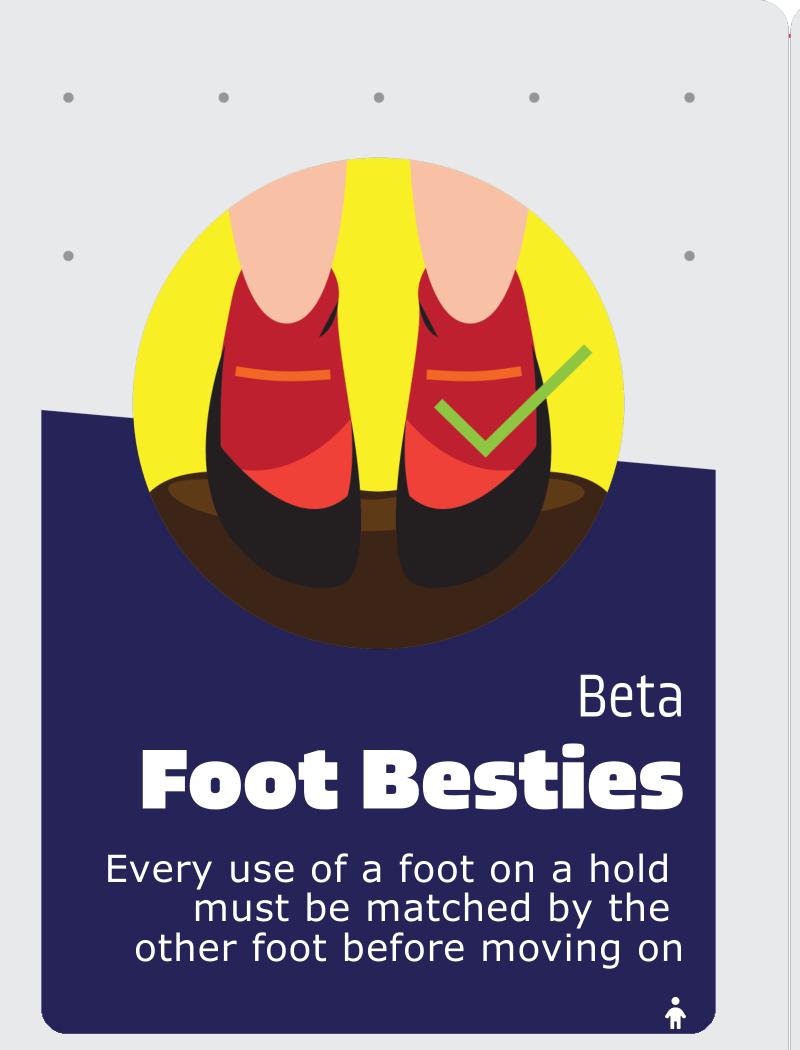 Beta
Foot Besties
Every use of a foot on a hold
must be matched by the
other foot before moving on